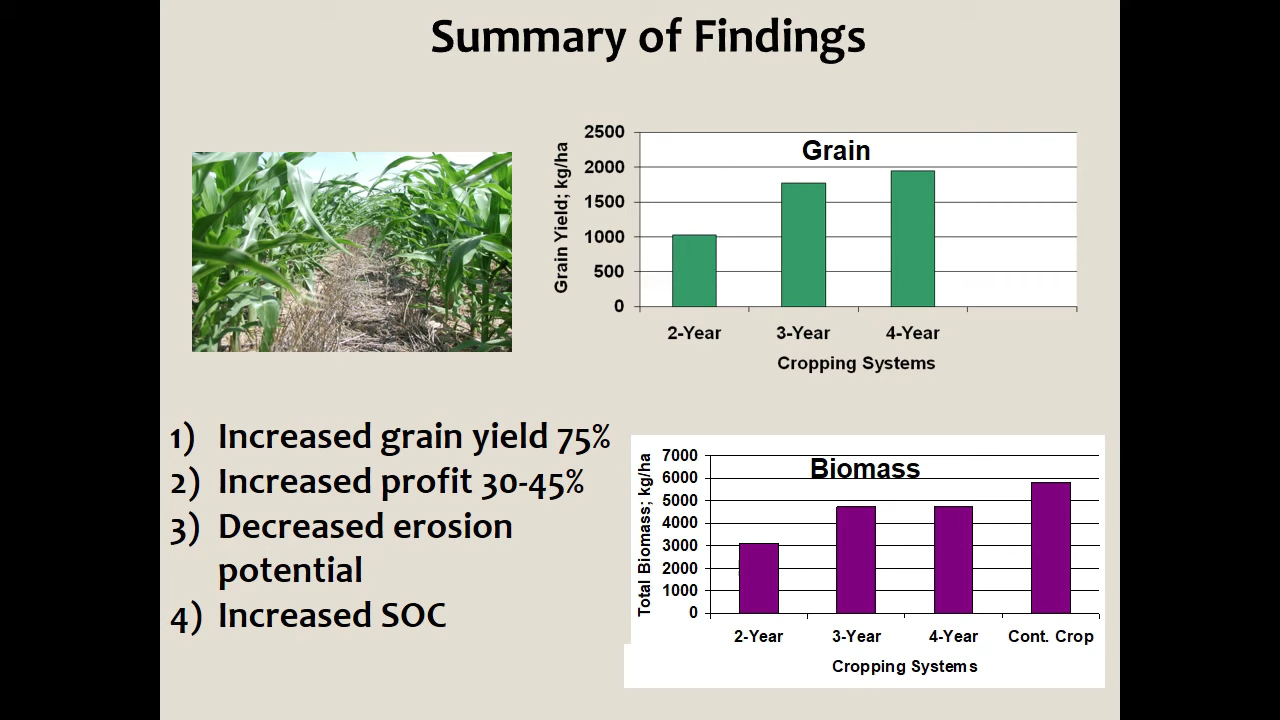 Summary of Findings
Grain
Grain Yield; kg/ha
2500
2000
1500
1000
500
0
2-Year 3-Year 4-Year
Cropping Systems
1) Increased grain yield 75%
2) Increased profit 30-45%
3) Decreased erosion
potential
4) Increased SOC
Biomass
Total Biomass; kg/ha
7000
6000
5000
4000
3000
2000
1000
0
2-Year 3-Year 4-Year Cont. Crop
Cropping Systems